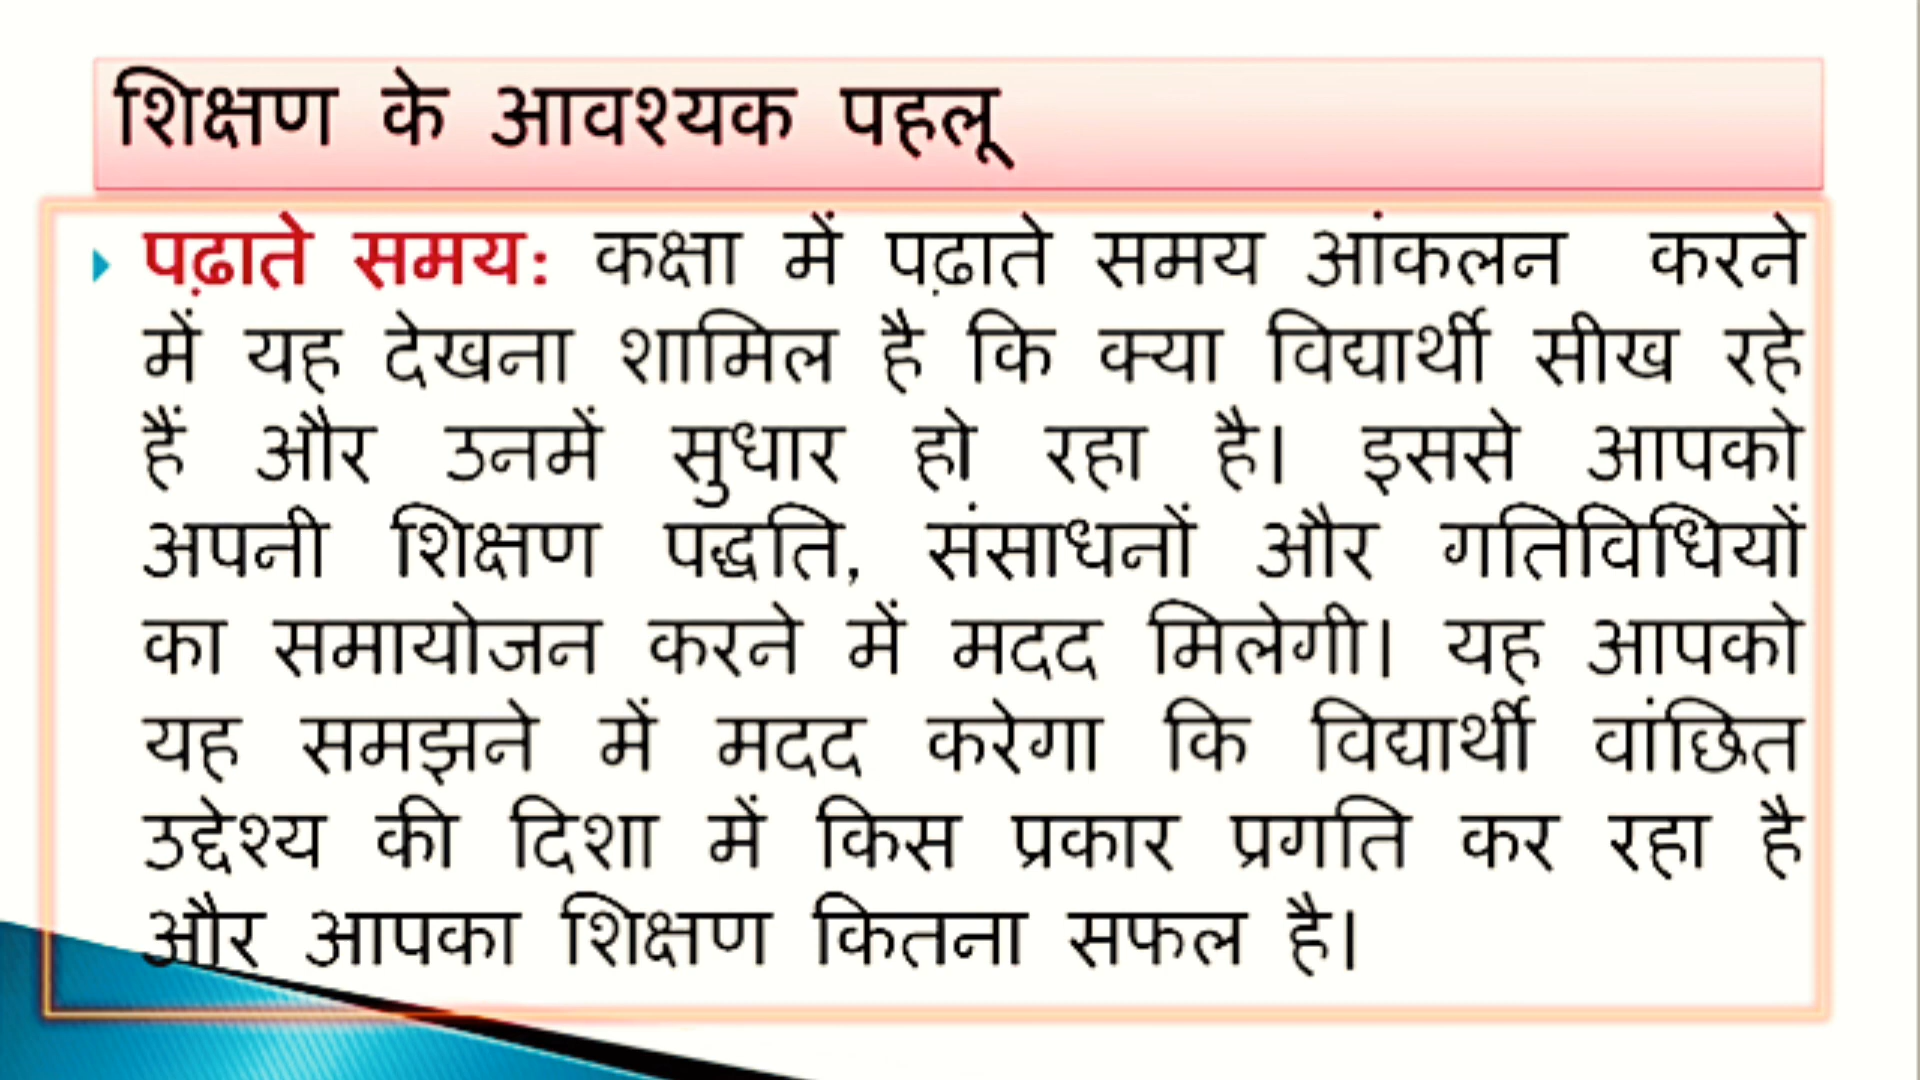 शिक्षण के आवश्यक पहलू
पढ़ाते समय: कक्षा में पढ़ाते समय आंकलन करने
में यह देखना शामिल है कि क्या विद्यार्थी सीख रहे
हैं और उनमें सुधार हो रहा है। इससे आपको
अपनी शिक्षण पद्धति, संसाधनों और गतिविधियों
का समायोजन करने में मदद मिलेगी। यह आपको
यह समझने में मदद करेगा कि विद्यार्थी वांछित
उद्देश्य की दिशा में किस प्रकार प्रगति कर रहा है
और आपका शिक्षण कितना सफल है।